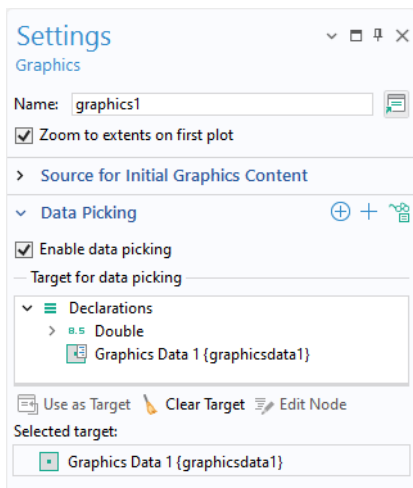 Settings
Graphics
Name: graphics1
Zoom to extents on first plot
Source for Initial Graphics Content
Data Picking
Enable data picking
Target for data picking
Declarations
8.5 Double
Graphics Data 1 {graphicsdata1}
Use as Target Clear Target Edit Node
Selected target:
Graphics Data 1 {graphicsdata1}